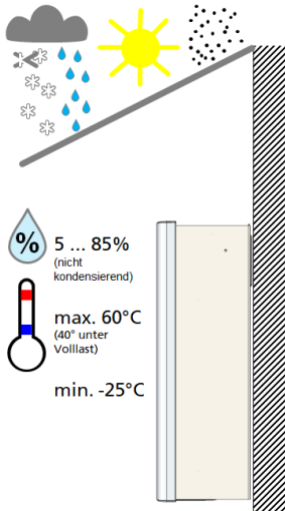 %
5 ... 85%
(nicht
kondensierend)
max. 60°C
(40° unter
Volllast)
min. -25°C